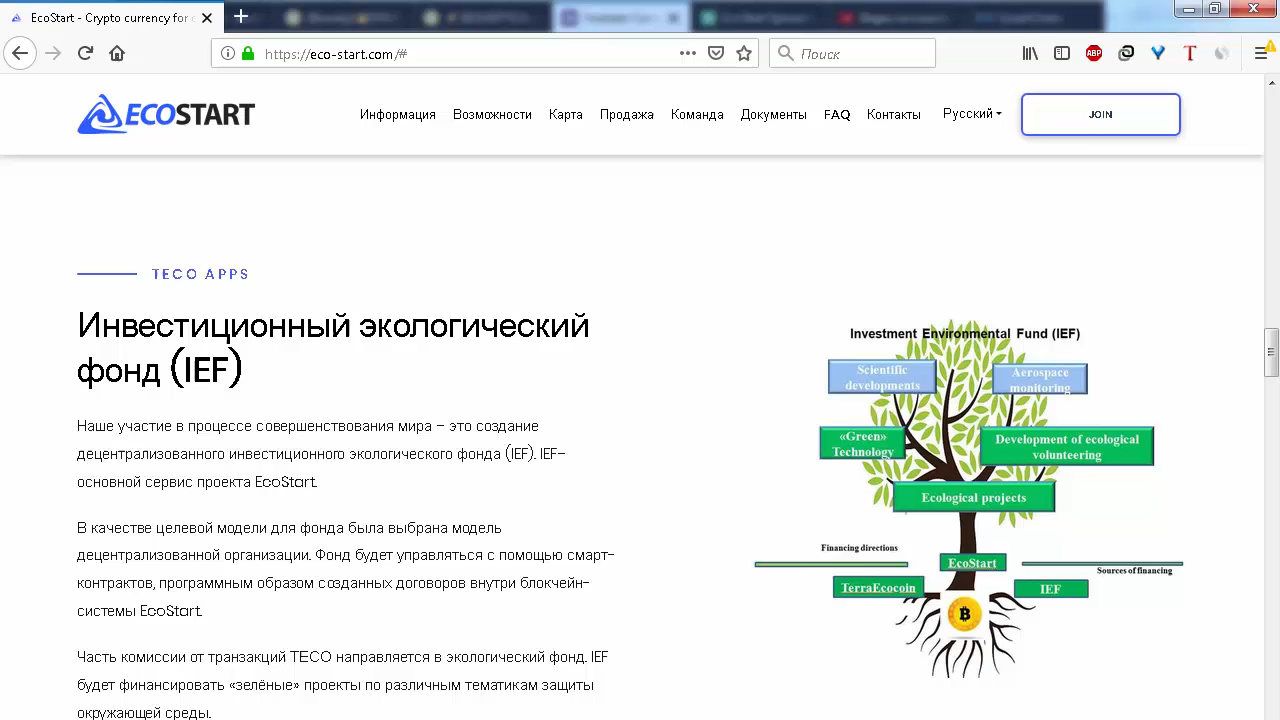 EcoStart - Crypto currency for
https://eco-start.com/#
Поиск
ABP
T
ECOSTART
Информация Возможности Карта Продажа Команда Документы FAQ Контакты Русский JOIN
TECO APPS
Инвестиционный экологический
фонд (IEF)
Наше участие в процессе совершенствования мира – это создание
децентрализованного инвестиционного экологического фонда (IEF). IEF–
основной сервис проекта EcoStart.
В качестве целевой модели для фонда была выбрана модель
децентрализованной организации. Фонд будет управляться с помощью смарт–
контрактов, программным образом созданных далее внутри блокчейн–
системы EcoStart.
Часть комиссии от транзакций TECO направляется в экологический фонд. IEF
будет финансировать «зелёные» проекты по различным тематикам защиты
окружающей среды.
Investment Environmental Fund (IEF)
Scientific
developments
Aerospace
monitoring
«Green»
Technology
Development of ecological
volunteering
Ecological projects
Financing directions
EcoStart
Sources of financing
TerraEcocoin
IEF